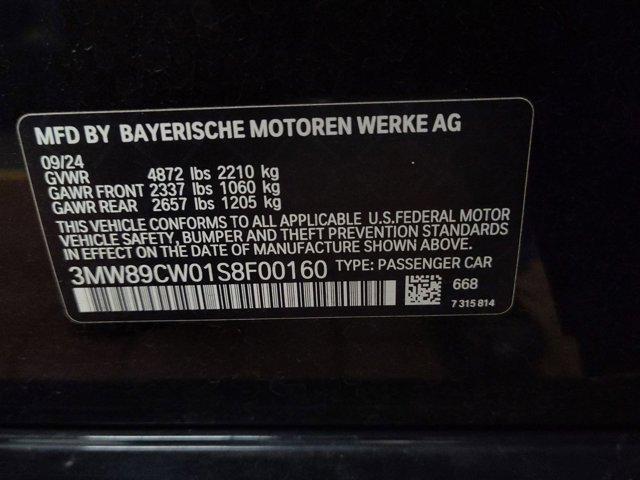 MFD BY BAYERISCHE MOTOREN WERKE AG
09/24
GVWR 4872 lbs 2210 kg
GAWR FRONT 2337 lbs 1060 kg
GAWR REAR 2657 lbs 1205 kg
THIS VEHICLE CONFORMS TO ALL APPLICABLE U.S.FEDERAL MOTOR
VEHICLE SAFETY, BUMPER AND THEFT PREVENTION STANDARDS
IN EFFECT ON THE DATE OF MANUFACTURE SHOWN ABOVE.
3MW89CW01S8F00160 TYPE: PASSENGER CAR
668
7 315 814